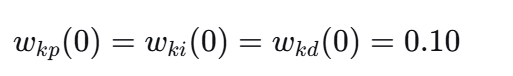 w_{kp}(0) = w_{ki}(0) = w_{kd}(0) = 0.10